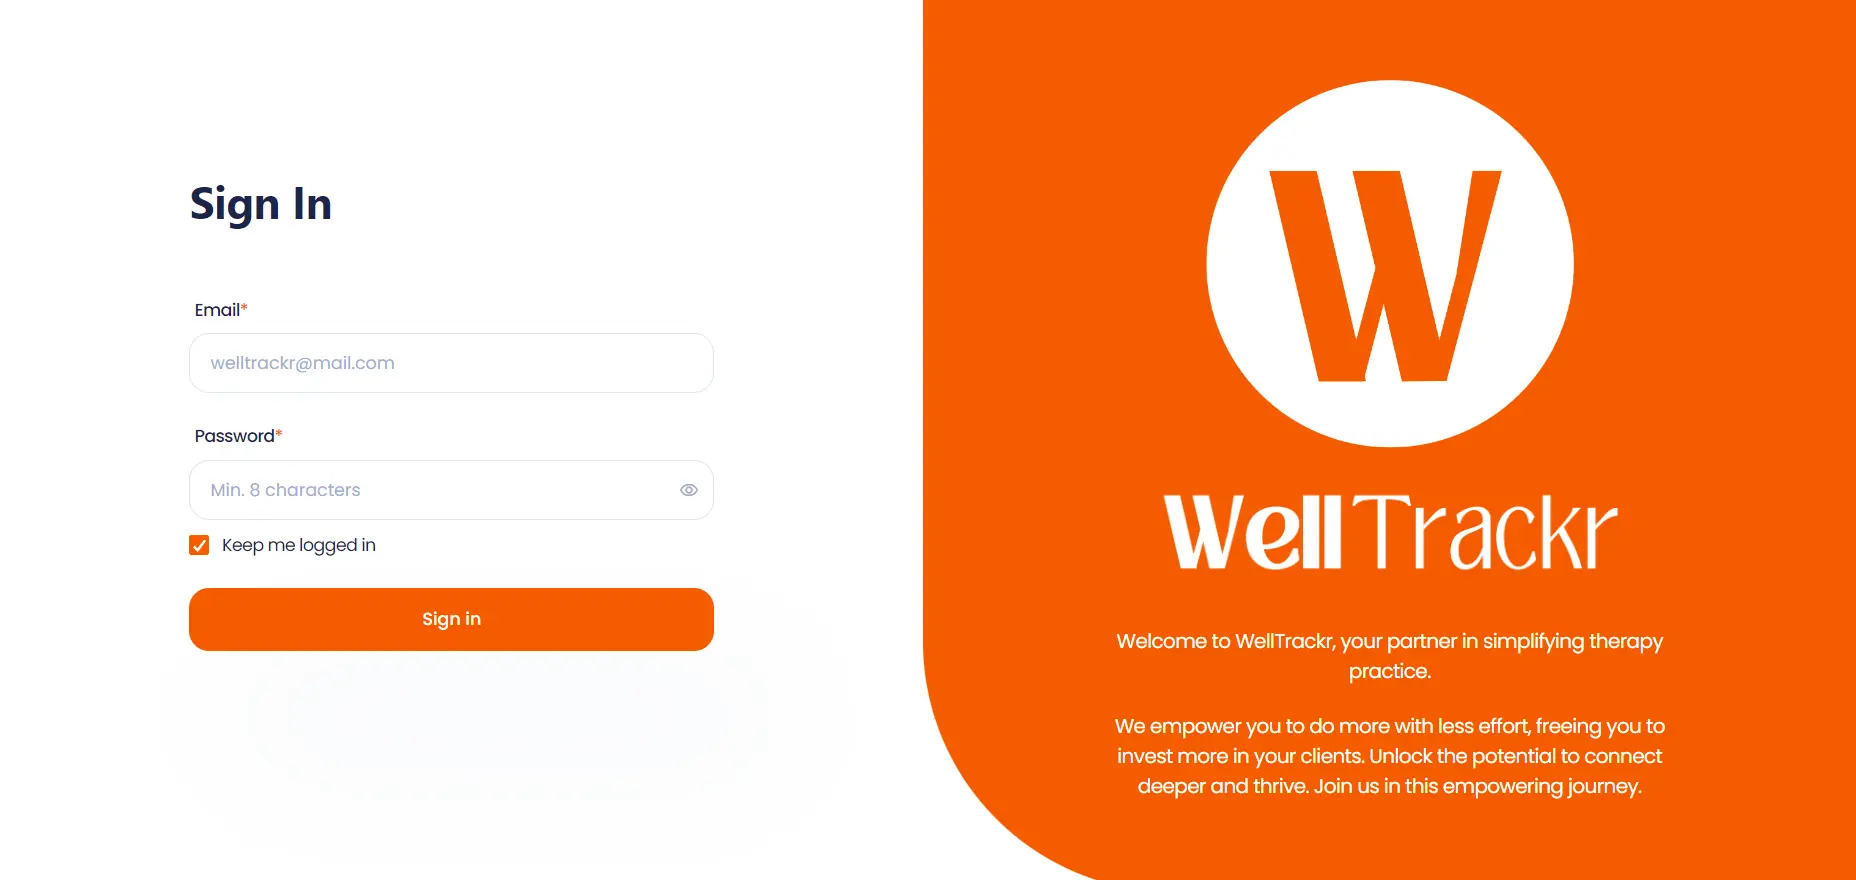 Sign In
Email*
welltrackr@mail.com
Password*
Min. 8 characters
Keep me logged in
Sign in
W
WellTrackr
Welcome to WellTrackr, your partner in simplifying therapy
practice.
We empower you to do more with less effort, freeing you to
invest more in your clients. Unlock the potential to connect
deeper and thrive. Join us in this empowering journey.